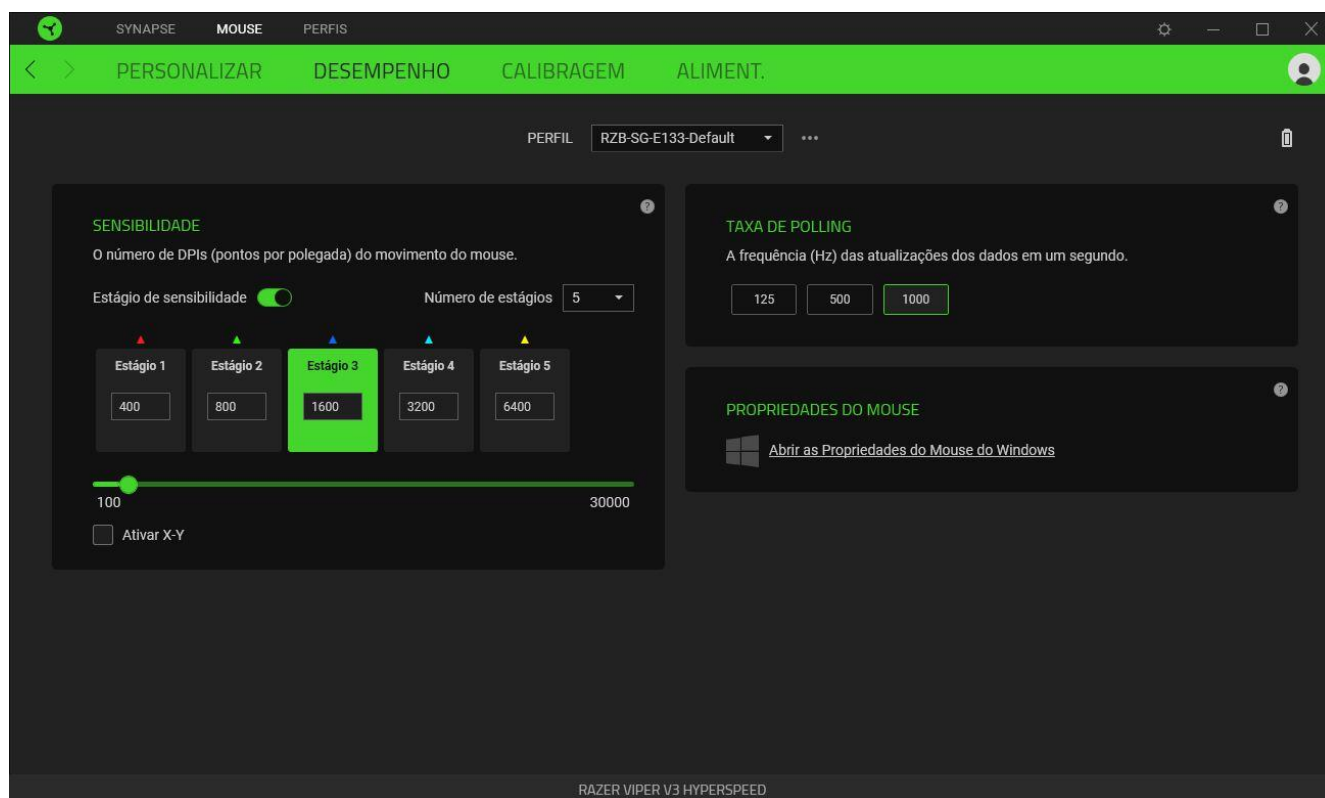 SYNAPSE MOUSE PERFIS
PERSONALIZAR DESEMPENHO CALIBRAGEM ALIMENT.
PERFIL RZB-SG-E133-Default
SENSIBILIDADE
O número de DPIs (pontos por polegada) do movimento do mouse.
Estágio de sensibilidade Número de estágios 5
Estágio 1 Estágio 2 Estágio 3 Estágio 4 Estágio 5
400 800 1600 3200 6400
100 30000
Ativar X-Y
TAXA DE POLLING
A frequência (Hz) das atualizações dos dados em um segundo.
125 500 1000
PROPRIEDADES DO MOUSE
Abrir as Propriedades do Mouse do Windows
RAZER VIPER V3 HYPERSPEED